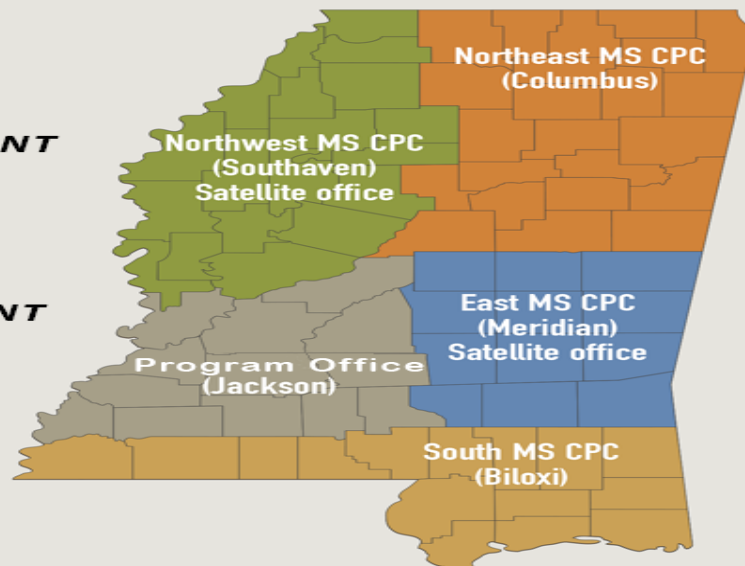 Northeast MS CPC
(Columbus)
NT
Northwest MS CPC
(Southaven)
Satellite office
NT
East MS CPC
(Meridian)
Satellite office
Program Office
(Jackson)
South MS CPC
(Biloxi)